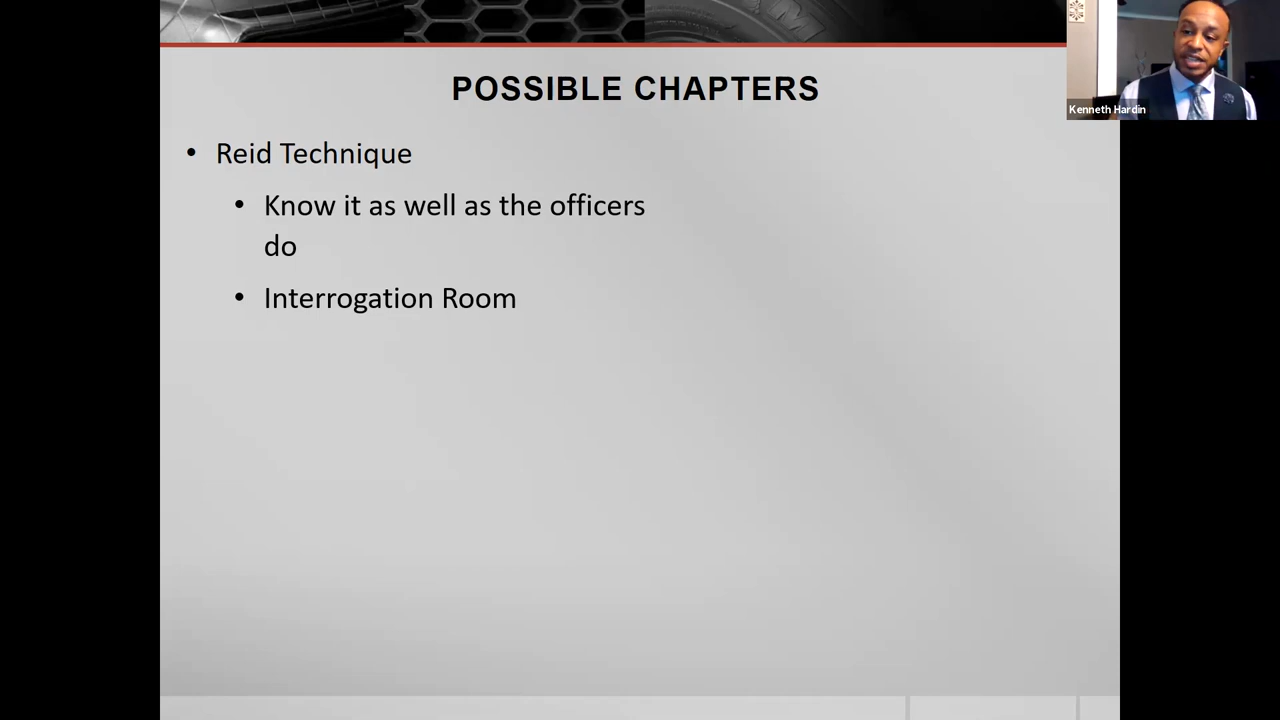 POSSIBLE CHAPTERS
Kenneth Hardin
• Reid Technique
• Know it as well as the officers
do
• Interrogation Room